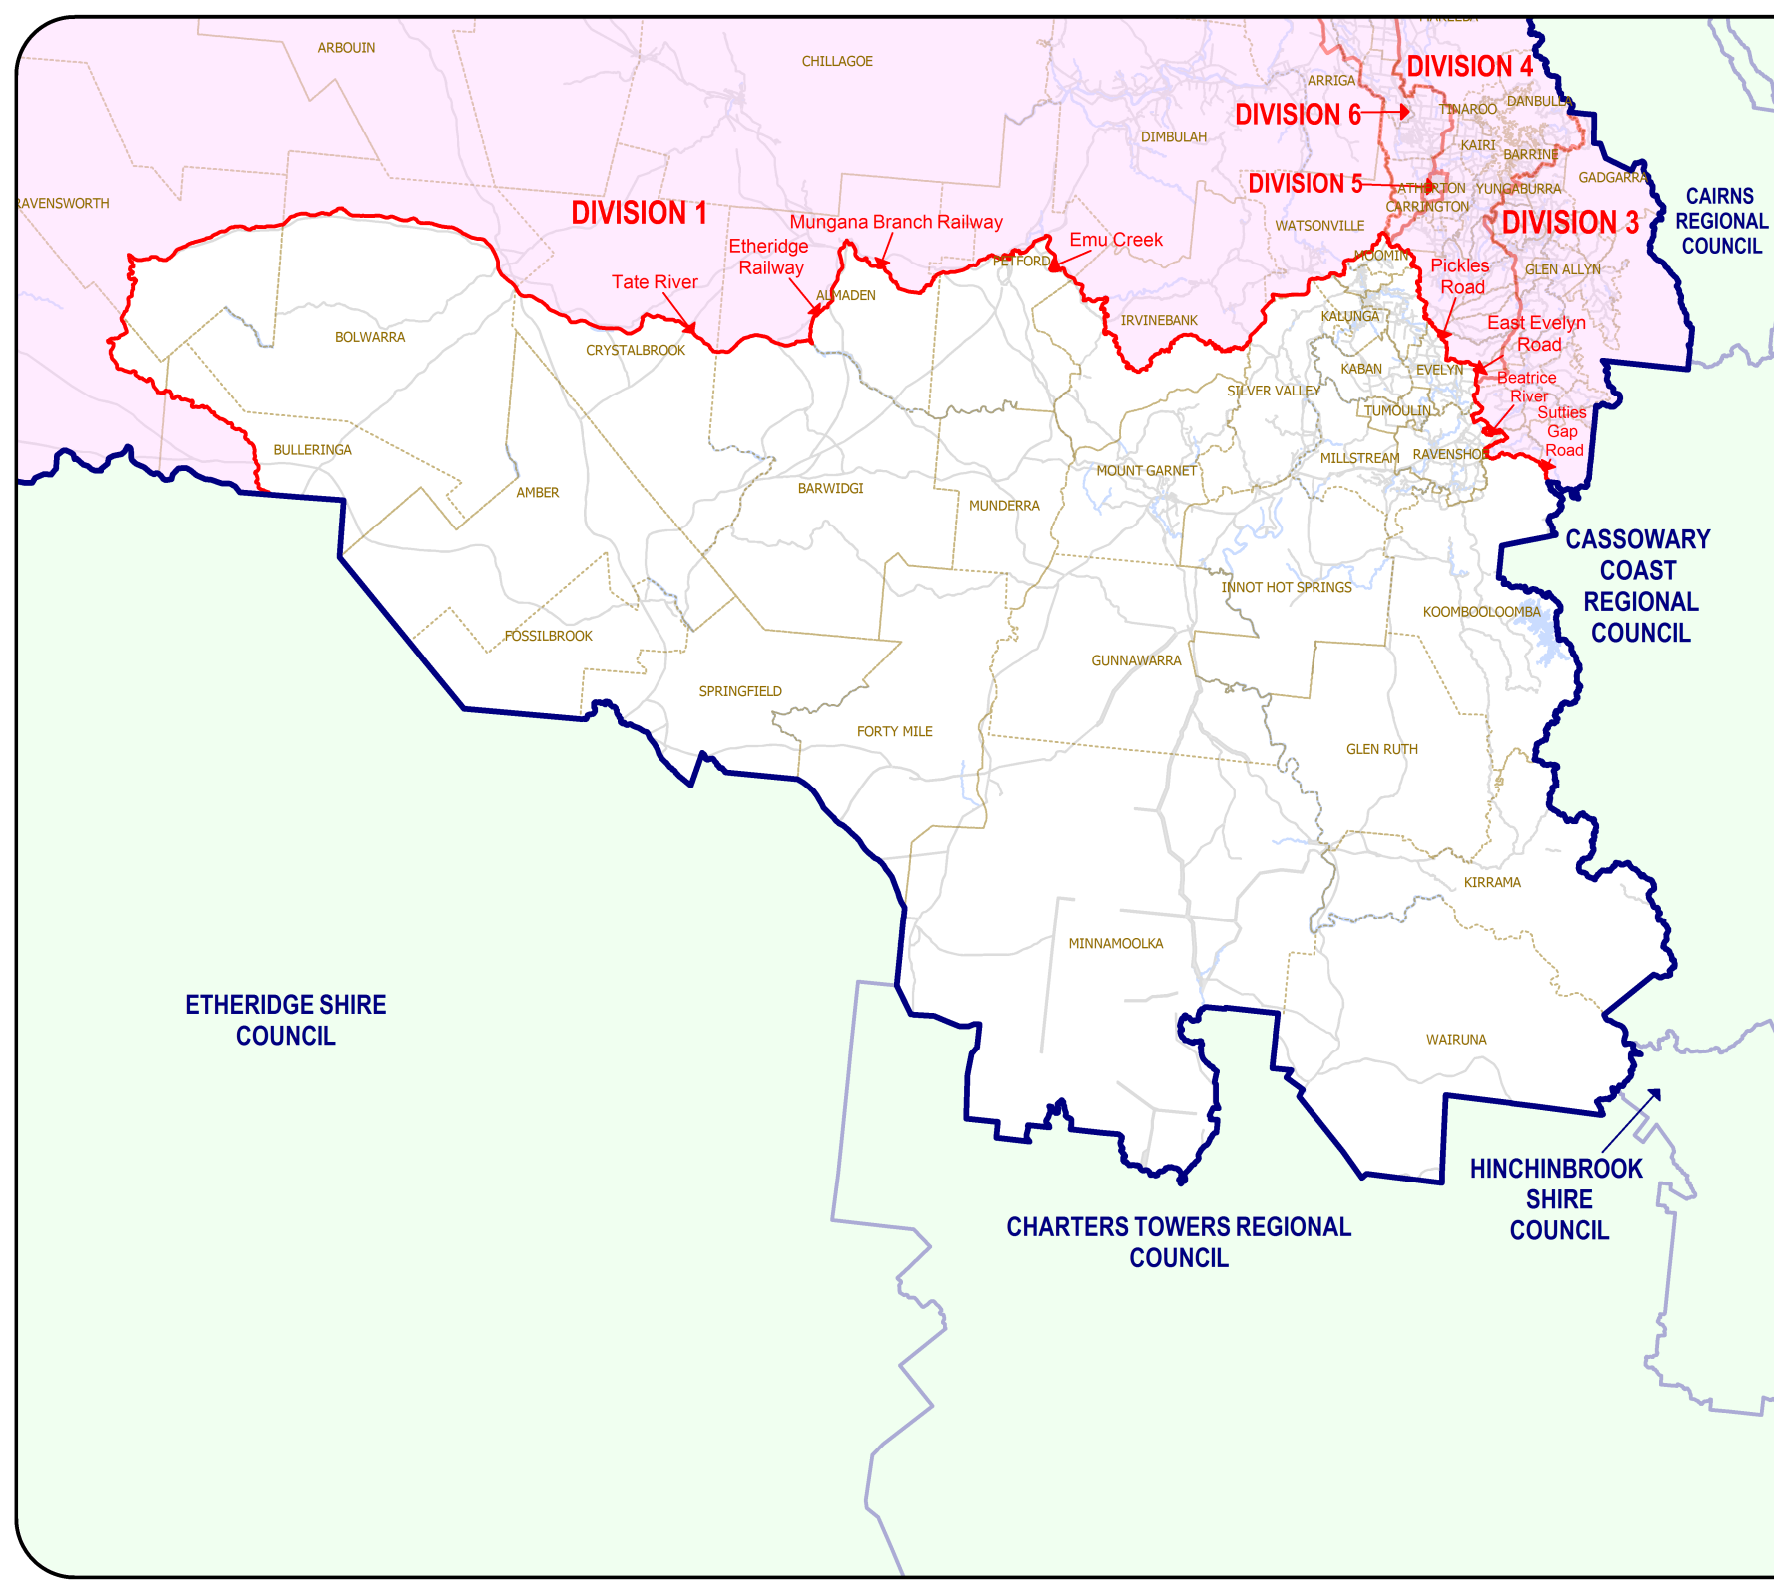 MAREEBA
ARBOUIN
CHILLAGOE
DIVISION 4
ARRIGA
DANBULLA
TINAROO
DIVISION 6
DIMBULAH
KAIRI
BARRINE
GADGARRA
DIVISION 5
ATHERTON
YUNGABURRA
CARRINGTON
CAIRNS
REGIONAL
COUNCIL
RAVENSWORTH
DIVISION 1
Mungana Branch Railway
WATSONVILLE
DIVISION 3
Etheridge
Railway
Emu Creek
MOOMIN
PETFORD
Pickles
Road
GLEN ALLYN
Tate River
ALMADEN
IRVINEBANK
KALUNGA
East Evelyn
Road
BOLWARRA
CRYSTALBROOK
KABAN
EVELYN
Beatrice
River
SILVER VALLEY
TUMOULIN
Sutties
Gap
Road
BULLERINGA
MILLSTREAM
RAVENSHOE
MOUNT GARNET
AMBER
BARWIDGI
MUNDERRA
CASSOWARY
COAST
REGIONAL
COUNCIL
INNOT HOT SPRINGS
KOOMBOOLOOMBA
FOSSILBROOK
GUNNAWARRA
SPRINGFIELD
FORTY MILE
GLEN RUTH
KIRRAMA
MINNAMOOLKA
ETHERIDGE SHIRE
COUNCIL
WAIRUNA
HINCHINBROOK
SHIRE
COUNCIL
CHARTERS TOWERS REGIONAL
COUNCIL